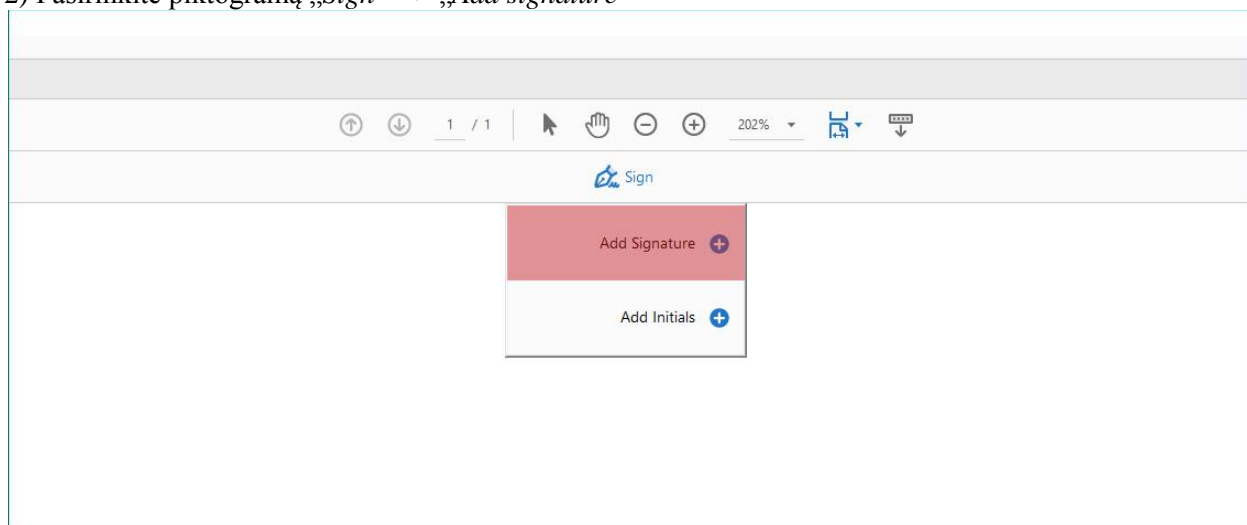 2) Pasirinkite piktogramą „Sign“ → „Add signature“
1 / 1 202%
Sign
Add Signature
Add Initials